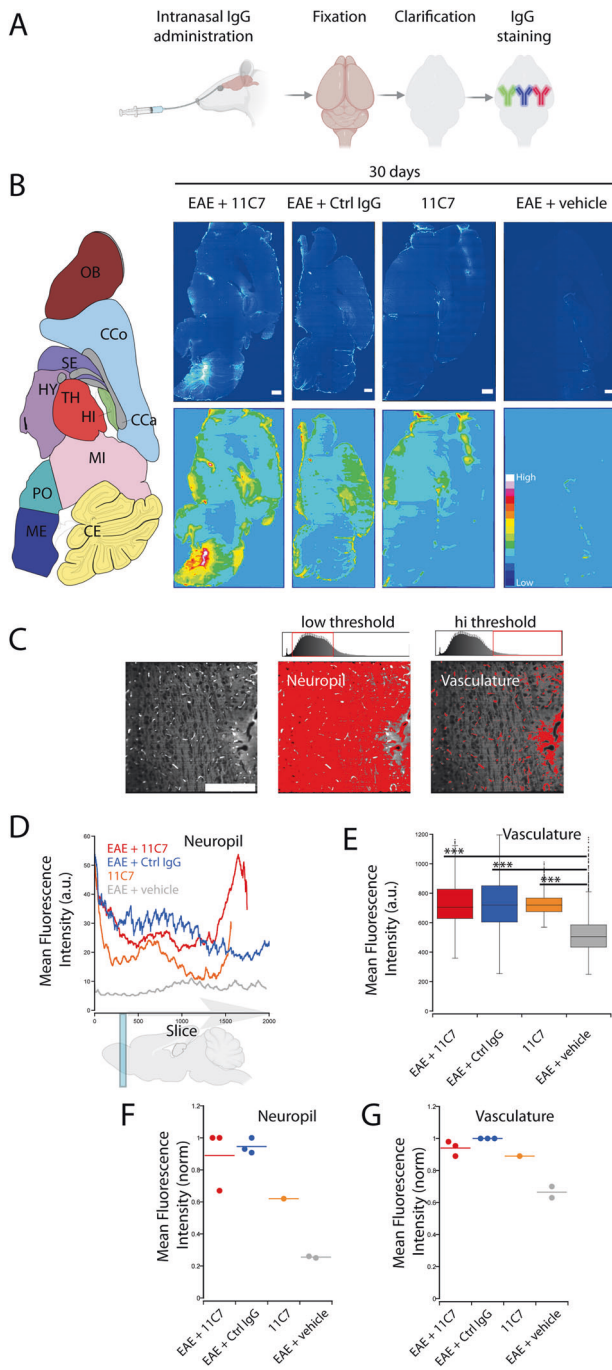 A
Intranasal IgG
administration
Fixation
Clarification
IgG
staining
B
30 days
EAE + 11C7
EAE + Ctrl IgG
11C7
EAE + vehicle
OB
CCo
SE
HY
TH
HI
CCa
MI
PO
ME
CE
High
Low
C
low threshold
hi threshold
Neuropil
Vasculature
D
Neuropil
EAE + 11C7
EAE + Ctrl IgG
11C7
EAE + vehicle
Mean Fluorescence
Intensity (a.u.)
60
50
40
30
20
10
0
0
500
1000
1500
2000
Slice
E
Vasculature
Mean Fluorescence
Intensity (a.u.)
1200
1000
800
600
400
200
0
***
***
***
EAE + 11C7
EAE + Ctrl IgG
11C7
EAE + vehicle
F
Neuropil
Mean Fluorescence
Intensity (norm)
1
0.8
0.6
0.4
0.2
0
EAE + 11C7
EAE + Ctrl IgG
11C7
EAE + vehicle
G
Vasculature
Mean Fluorescence
Intensity (norm)
1
0.8
0.6
0.4
0.2
0
EAE + 11C7
EAE + Ctrl IgG
11C7
EAE + vehicle